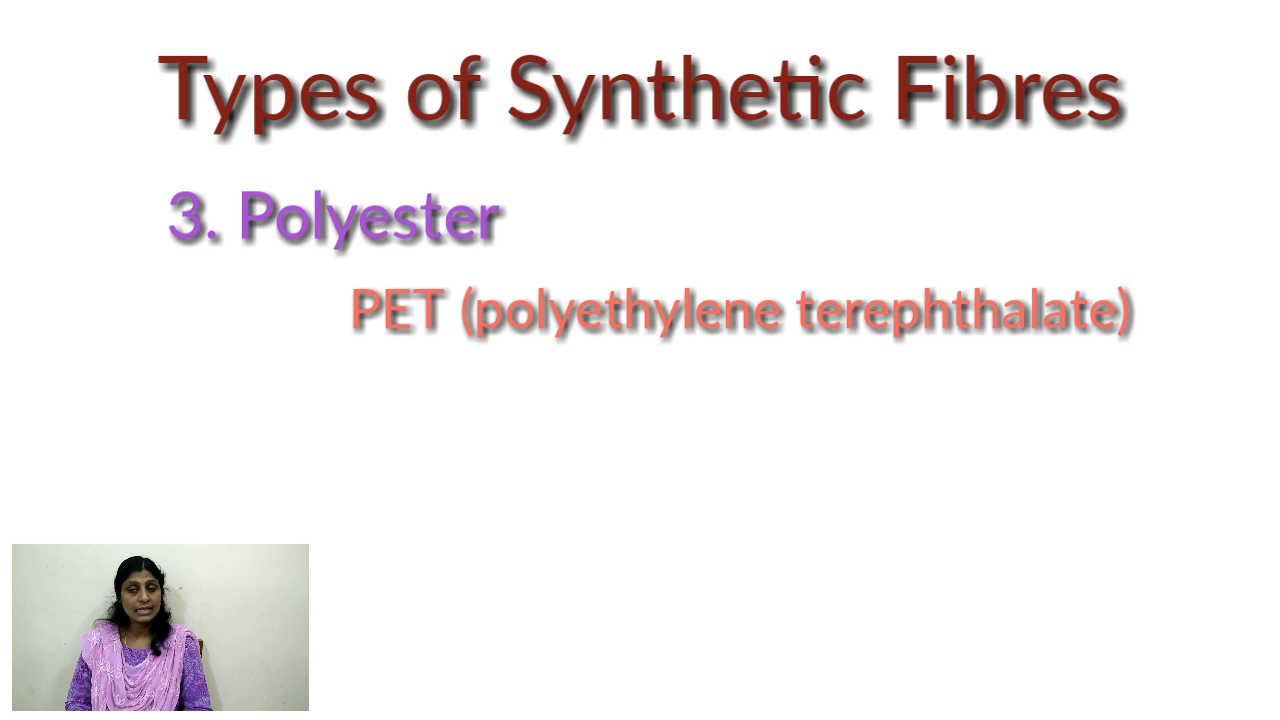 Types of Synthetic Fibres
3. Polyester
PET (polyethylene terephthalate)